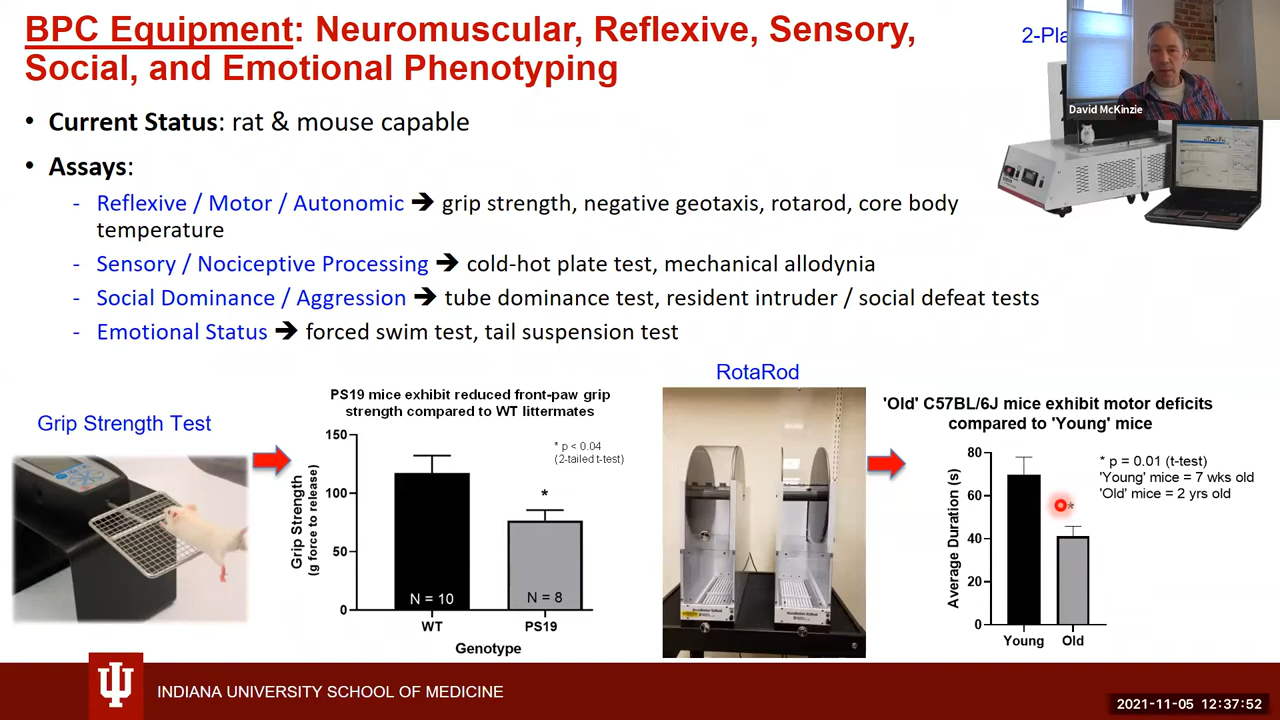 BPC Equipment: Neuromuscular, Reflexive, Sensory,
Social, and Emotional Phenotyping
2-Pla
David McKinzie
• Current Status: rat & mouse capable
• Assays:
- Reflexive / Motor / Autonomic ➔ grip strength, negative geotaxis, rotarod, core body
temperature
- Sensory / Nociceptive Processing ➔ cold-hot plate test, mechanical allodynia
- Social Dominance / Aggression ➔ tube dominance test, resident intruder / social defeat tests
- Emotional Status ➔ forced swim test, tail suspension test
Grip Strength Test
PS19 mice exhibit reduced front-paw grip
strength compared to WT littermates
* p < 0.04
(2-tailed t-test)
Grip Strength
(g force to release)
150
100
50
0
*
N = 10
N = 8
WT
PS19
Genotype
RotaRod
'Old' C57BL/6J mice exhibit motor deficits
compared to 'Young' mice
* p = 0.01 (t-test)
'Young' mice = 7 wks old
'Old' mice = 2 yrs old
Average Duration (s)
80
60
40
20
0
*
Young
Old
INDIANA UNIVERSITY SCHOOL OF MEDICINE
2021-11-05 12:37:52